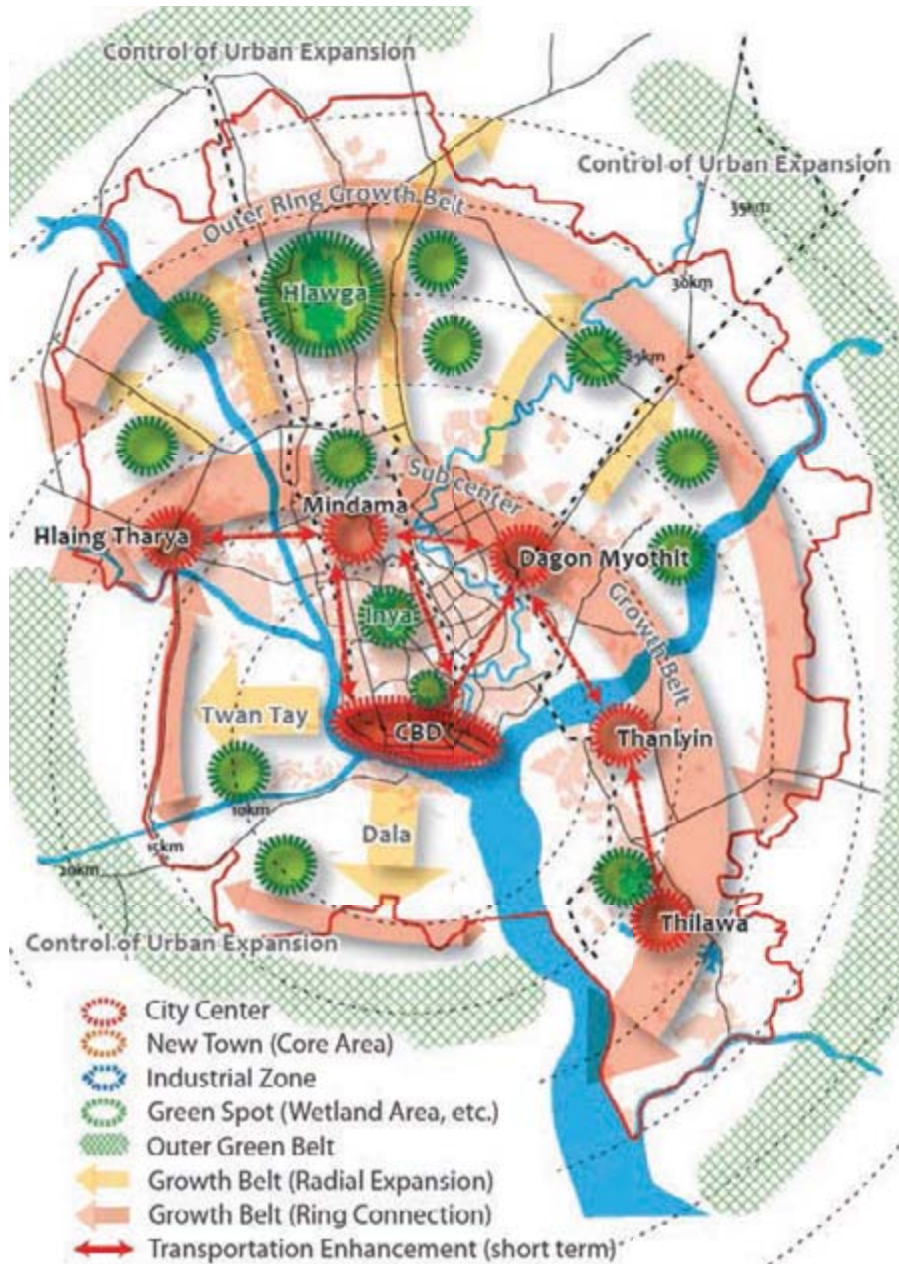 Control of Urban Expansion
Control of Urban Expansion
35km
Outer Ring Growth Belt
30km
Hlawga
25km
Sub center
Mindama
Hlaing Tharya
Dagon Myothit
Inya
Growth Belt
Twan Tay
CBD
Thanlyin
10km
Dala
15km
20km
Thilawa
Control of Urban Expansion
City Center
New Town (Core Area)
Industrial Zone
Green Spot (Wetland Area, etc.)
Outer Green Belt
Growth Belt (Radial Expansion)
Growth Belt (Ring Connection)
Transportation Enhancement (short term)